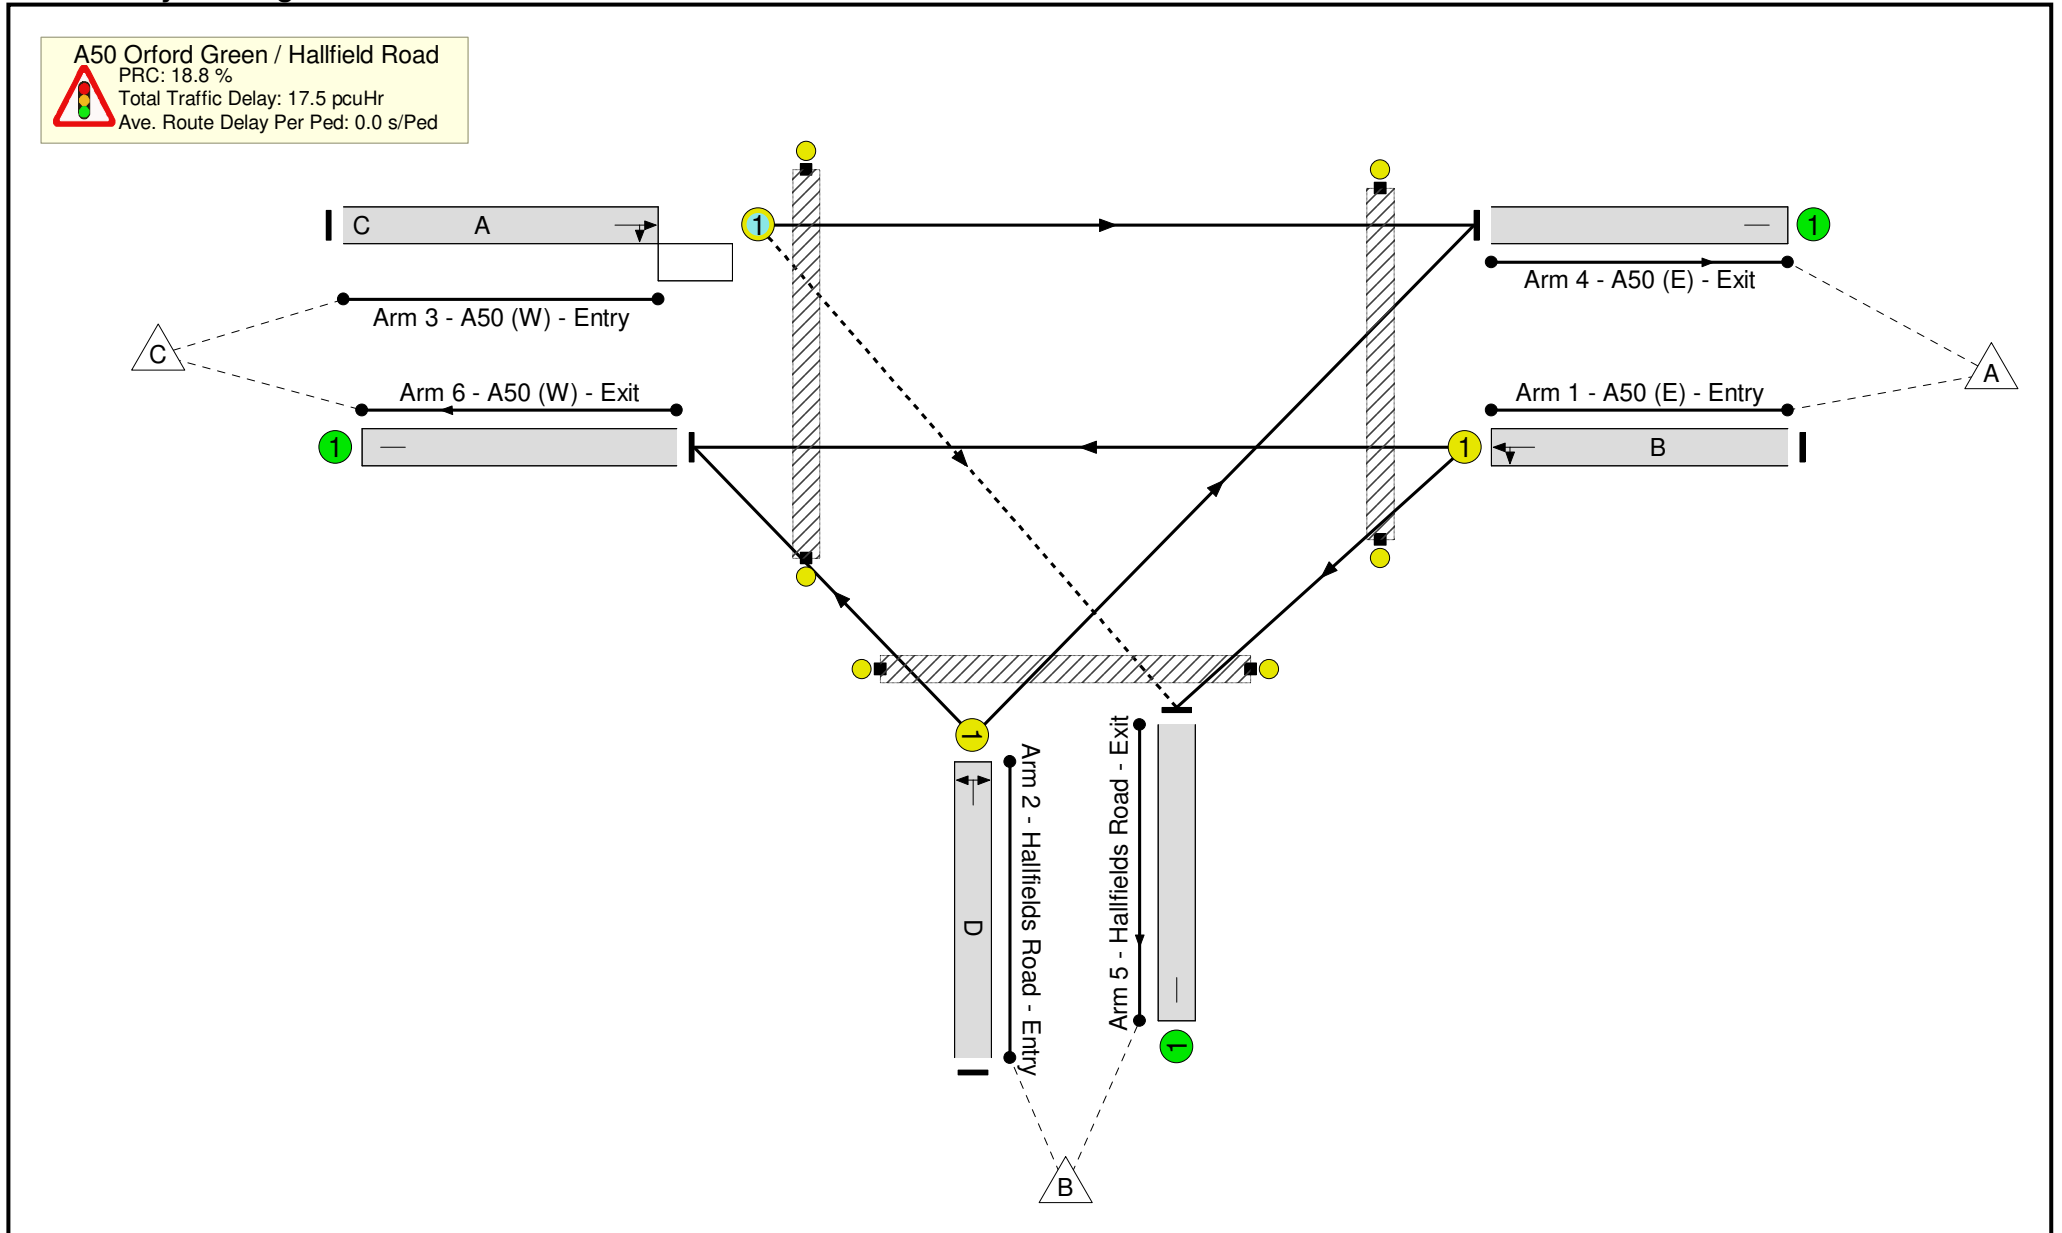 A50 Orford Green / Hallfield Road
PRC: 18.8 %
Total Traffic Delay: 17.5 pcuHr
Ave. Route Delay Per Ped: 0.0 s/Ped
C A
1
1
Arm 3 - A50 (W) - Entry
Arm 4 - A50 (E) - Exit
C
A
Arm 6 - A50 (W) - Exit
Arm 1 - A50 (E) - Entry
1
1
B
1
Arm 2 - Hallfields Road - Entry
Arm 5 - Hallfields Road - Exit
D
1
B